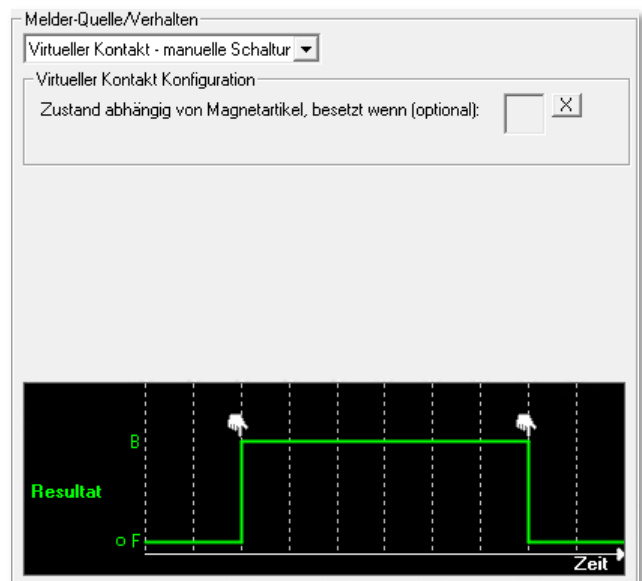 Melder-Quelle/Verhalten
Virtueller Kontakt - manuelle Schaltur
Virtueller Kontakt Konfiguration
Zustand abhängig von Magnetartikel, besetzt wenn (optional):
X
B
Resultat
o F
Zeit